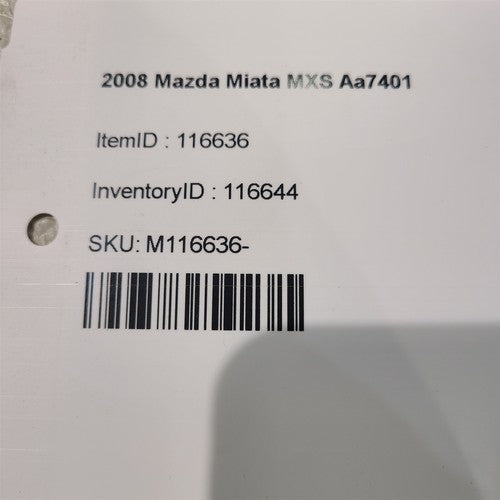 2008 Mazda Miata MXS Aa7401
ItemID : 116636
InventoryID : 116644
SKU: M116636-